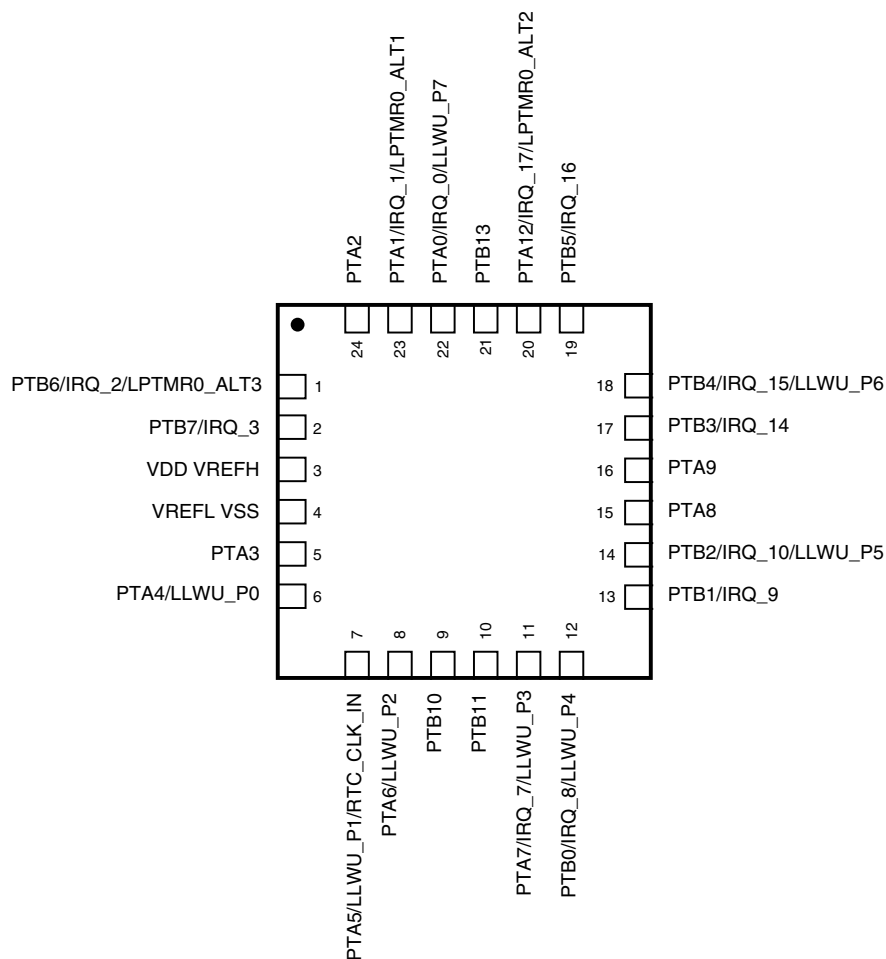 PTA2
PTA1/IRQ_1/LPTMR0_ALT1
PTA0/IRQ_0/LLWU_P7
PTB13
PTA12/IRQ_17/LPTMR0_ALT2
PTB5/IRQ_16
24
23
22
21
20
19
PTB6/IRQ_2/LPTMR0_ALT3 1
PTB7/IRQ_3 2
VDD VREFH 3
VREFL VSS 4
PTA3 5
PTA4/LLWU_P0 6
18 PTB4/IRQ_15/LLWU_P6
17 PTB3/IRQ_14
16 PTA9
15 PTA8
14 PTB2/IRQ_10/LLWU_P5
13 PTB1/IRQ_9
7
8
9
10
11
12
PTA5/LLWU_P1/RTC_CLK_IN
PTA6/LLWU_P2
PTB10
PTB11
PTA7/IRQ_7/LLWU_P3
PTB0/IRQ_8/LLWU_P4